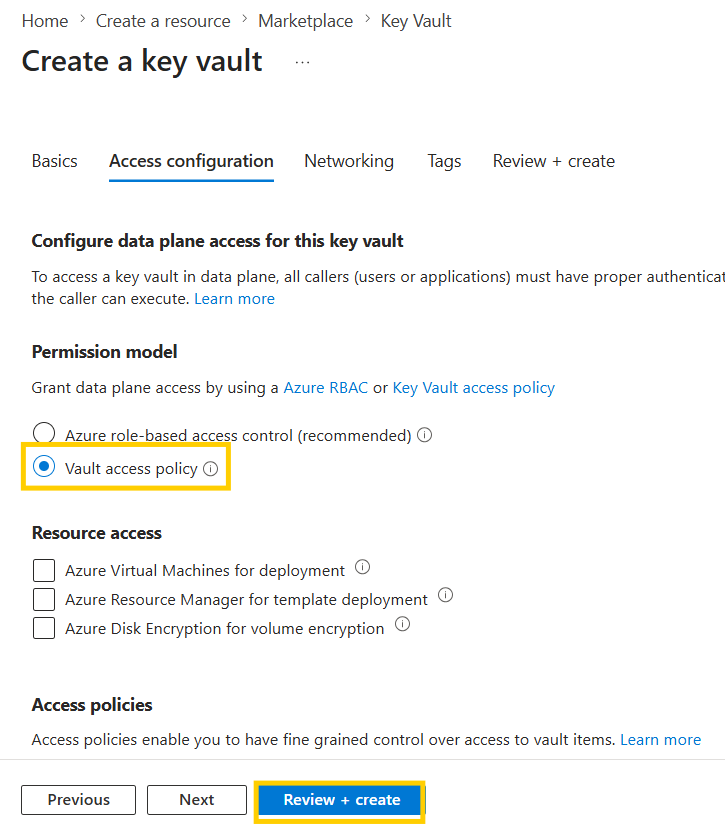 Home > Create a resource > Marketplace > Key Vault
Create a key vault ...
Basics Access configuration Networking Tags Review + create
Configure data plane access for this key vault
To access a key vault in data plane, all callers (users or applications) must have proper
the caller can execute. Learn more
Permission model
Grant data plane access by using a Azure RBAC or Key Vault access policy
Azure role-based access control (recommended)
Vault access policy
Resource access
Azure Virtual Machines for deployment
Azure Resource Manager for template deployment
Azure Disk Encryption for volume encryption
Access policies
Access policies enable you to have fine grained control over access to vault items. Learn more
Previous Next Review + create